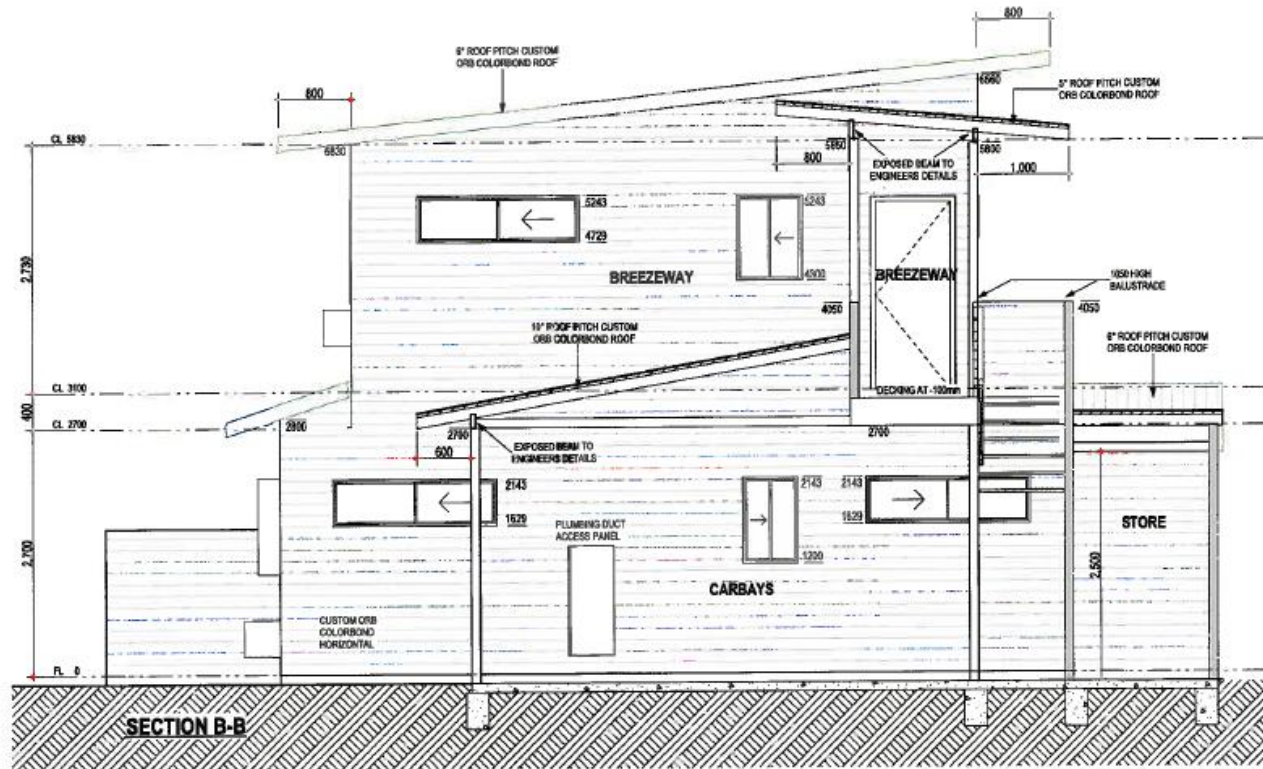 800
6° ROOF PITCH CUSTOM
ORB COLORBOND ROOF
800
6560
5° ROOF PITCH CUSTOM
ORB COLORBOND ROOF
CL 5830
5830
5850
5800
800
EXPOSED BEAM TO
ENGINEERS DETAILS
1,000
5243
4729
5243
4300
2,739
BREEZEWAY
BREEZEWAY
1050 HIGH
BALUSTRADE
4050
4050
10° ROOF PITCH CUSTOM
ORB COLORBOND ROOF
6° ROOF PITCH CUSTOM
ORB COLORBOND ROOF
CL 3100
DECKING AT -100mm
400
CL 2700
2800
2700
2700
EXPOSED BEAM TO
ENGINEERS DETAILS
600
2143
1629
2143
1200
2143
1629
PLUMBING DUCT
ACCESS PANEL
STORE
2,700
2,500
CARBAYS
CUSTOM ORB
COLORBOND
HORIZONTAL
FL 0
SECTION B-B